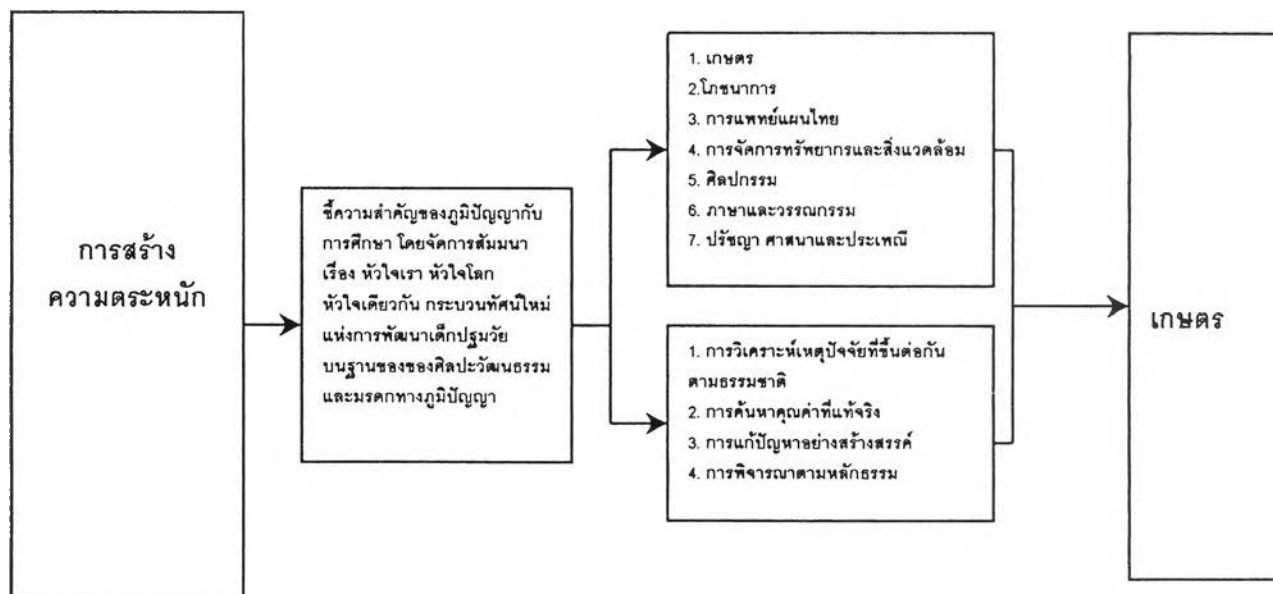 การสร้าง
ความตระหนัก
ชี้ความสำคัญของภูมิปัญญากับ
การศึกษา โดยจัดการสัมมนา
เรื่อง หัวใจเรา หัวใจโลก
หัวใจเดียวกัน กระบวนทัศน์ใหม่
แห่งการพัฒนาเด็กปฐมวัย
บนฐานของของศิลปะวัฒนธรรม
และมรดกทางภูมิปัญญา
1. เกษตร
2.โภชนาการ
3. การแพทย์แผนไทย
4. การจัดการทรัพยากรและสิ่งแวดล้อม
5. ศิลปกรรม
6. ภาษาและวรรณกรรม
7. ปรัชญา ศาสนาและประเพณี
1. การวิเคราะห์เหตุปัจจัยที่ขึ้นต่อกัน
ตามธรรมชาติ
2. การค้นหาคุณค่าที่แท้จริง
3. การแก้ปัญหาอย่างสร้างสรรค์
4. การพิจารณาตามหลักธรรม
เกษตร